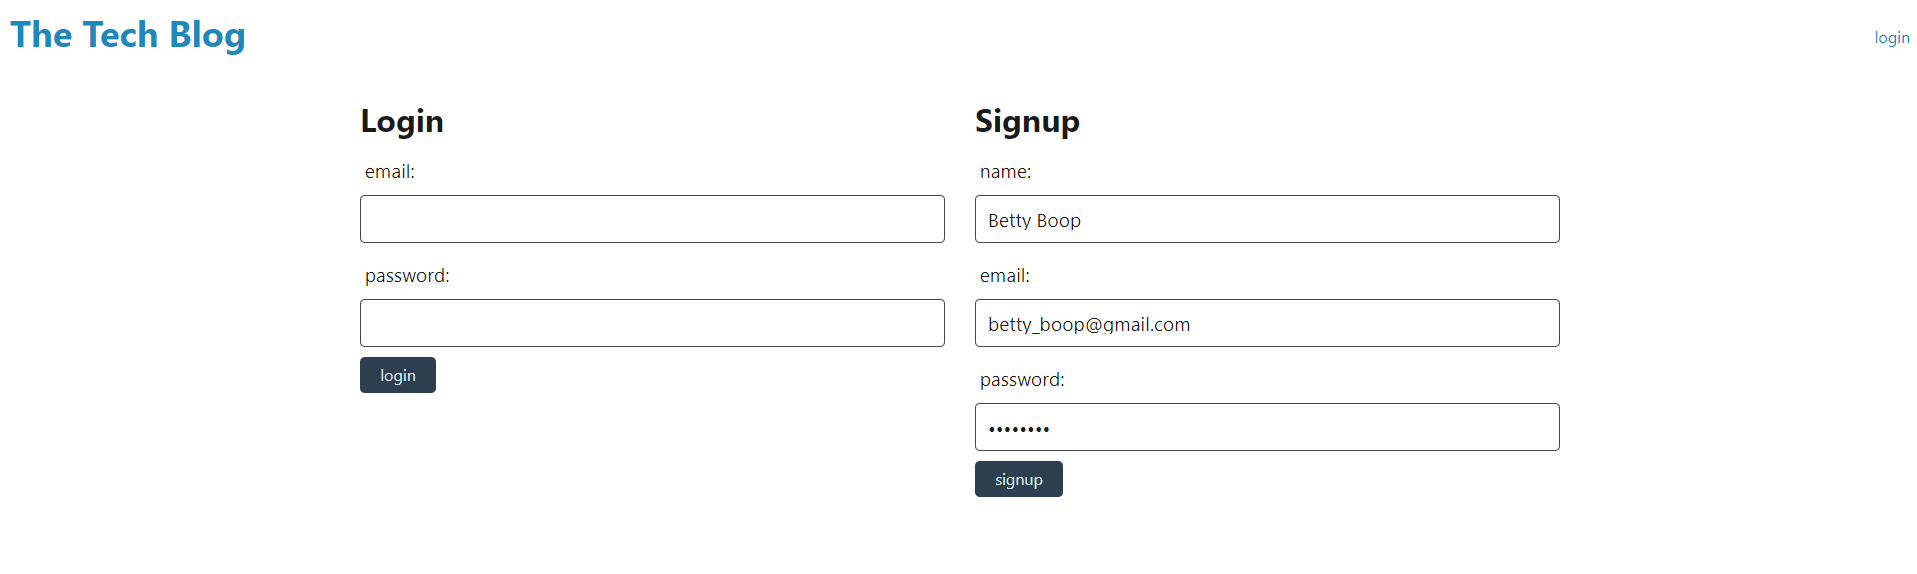 The Tech Blog
login
Login
email:
password:
login
Signup
name:
Betty Boop
email:
betty_boop@gmail.com
password:
••••••••
signup